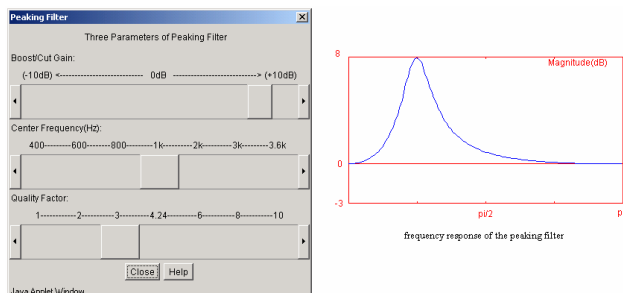 Peaking Filter
Three Parameters of Peaking Filter
Boost/Cut Gain:
(-10dB) <---------------------- 0dB ----------------------> (+10dB)
Center Frequency(Hz):
400--------600--------800--------1k--------2k--------3k--------3.6k
Quality Factor:
1---------2---------3-------4.24-------6---------8---------10
Close Help
Java Applet Window
8
Magnitude(dB)
0
-3
pi/2
p
frequency response of the peaking filter